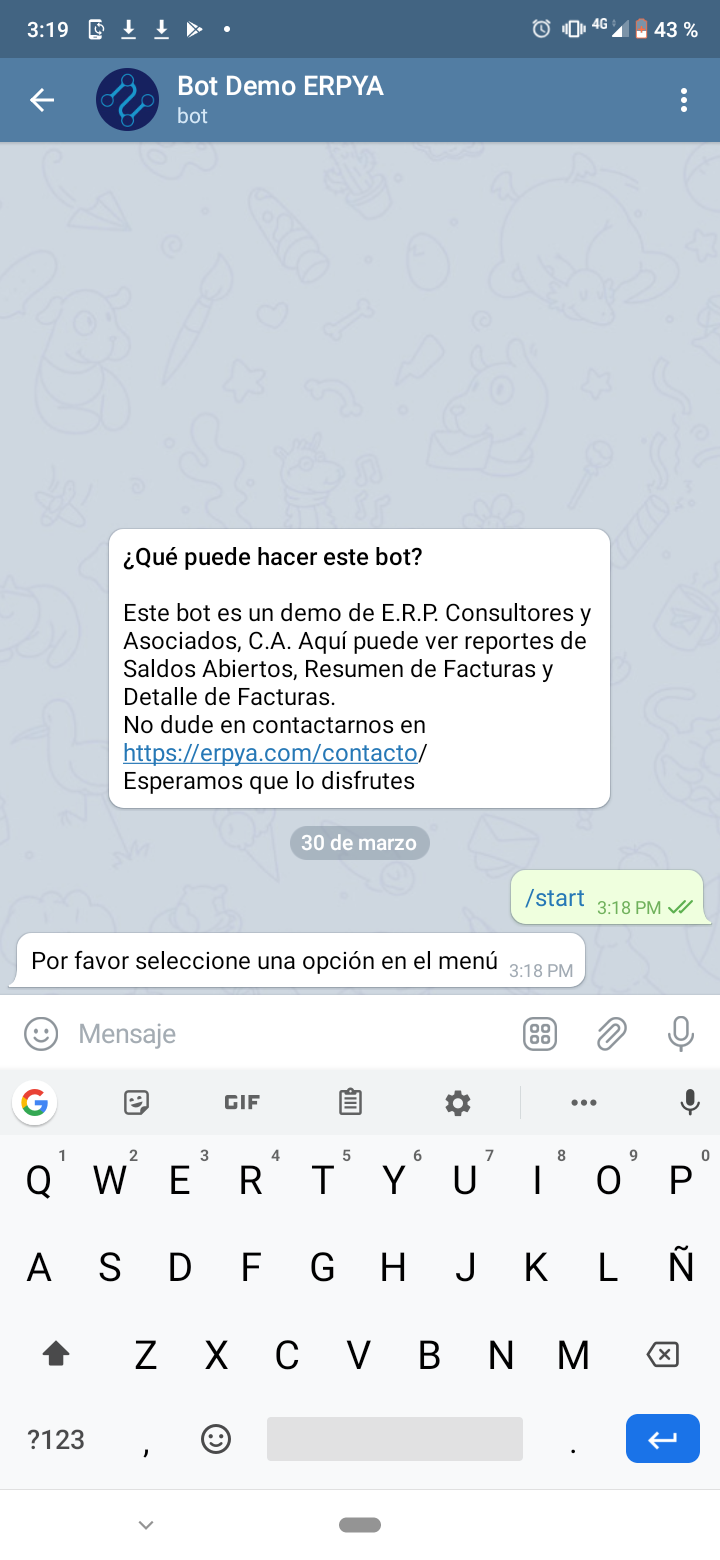 3:19 4G 43 %
Bot Demo ERPYA
bot
¿Qué puede hacer este bot?
Este bot es un demo de E.R.P. Consultores y
Asociados, C.A. Aquí puede ver reportes de
Saldos Abiertos, Resumen de Facturas y
Detalle de Facturas.
No dude en contactarnos en
https://erpya.com/contacto/
Esperamos que lo disfrutes
30 de marzo
/start 3:18 PM
Por favor seleccione una opción en el menú 3:18 PM
Mensaje
G GIF
1 2 3 4 5 6 7 8 9 0
Q W E R T Y U I O P
A S D F G H J K L Ñ
Z X C V B N M
?123 , .